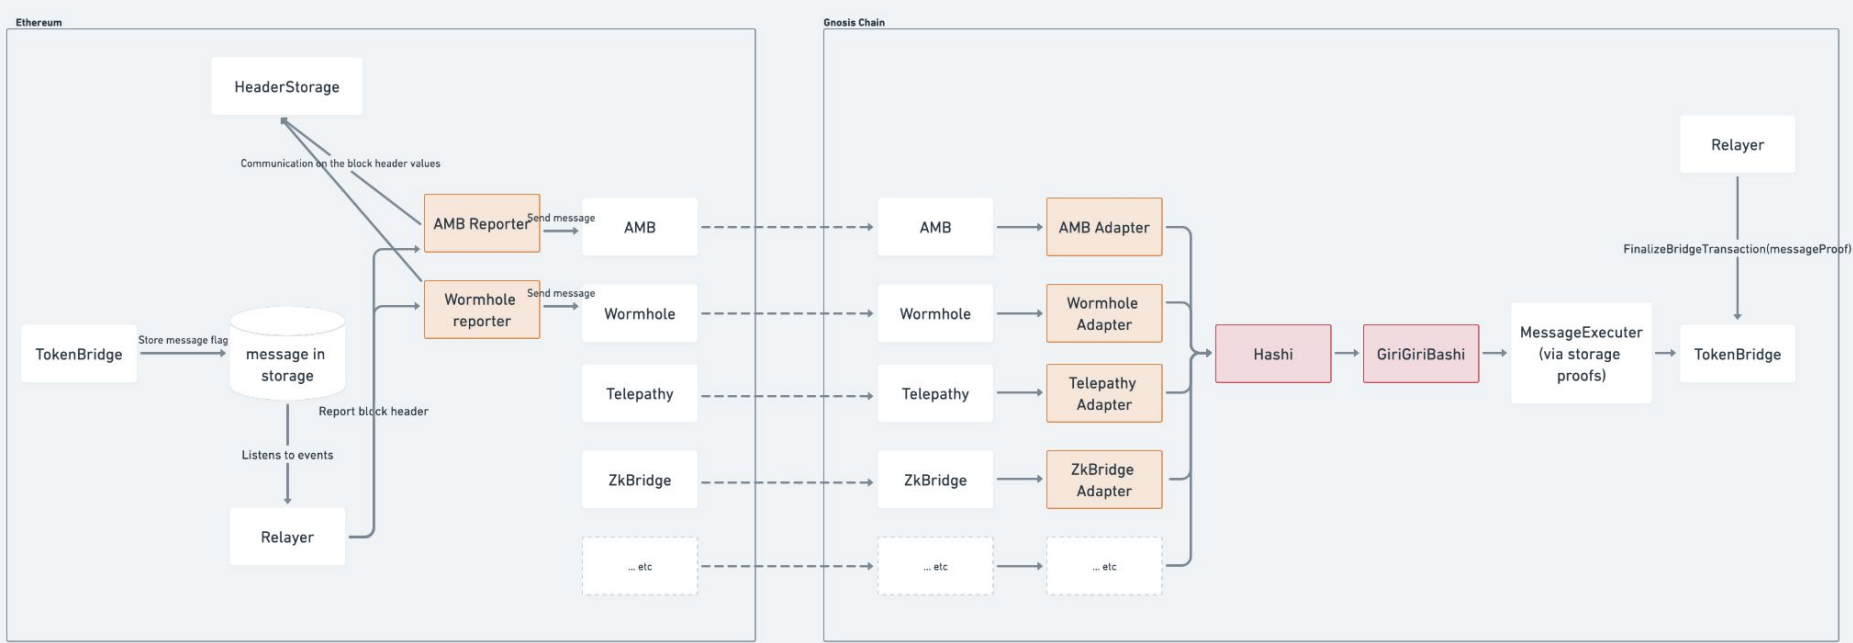 Ethereum
HeaderStorage
Communication on the block header values
AMB Reporter
Send message
AMB
Wormhole
reporter
Send message
Wormhole
TokenBridge
Store message flag
message in
storage
Telepathy
Report block header
Listens to events
ZkBridge
Relayer
... etc
Gnosis Chain
Relayer
AMB
AMB Adapter
FinalizeBridgeTransaction(messageProof)
Wormhole
Wormhole
Adapter
Hashi
GiriGiriBashi
MessageExecuter
(via storage
proofs)
TokenBridge
Telepathy
Telepathy
Adapter
ZkBridge
ZkBridge
Adapter
... etc
... etc